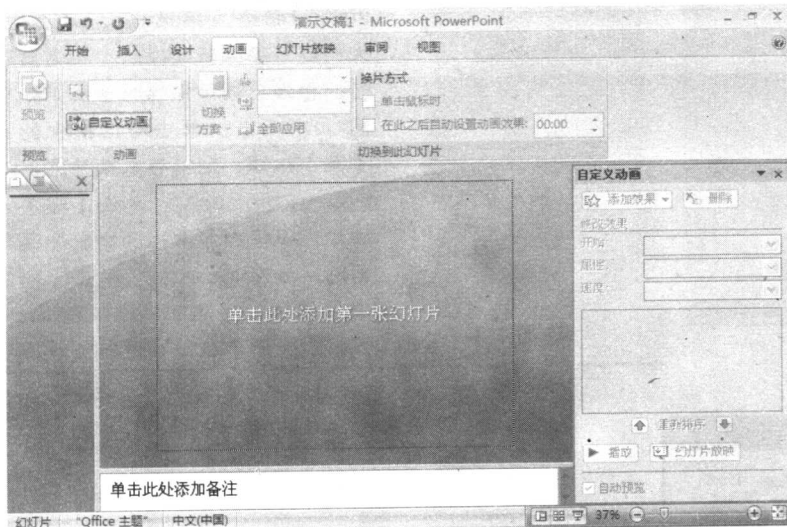 演示文稿1 - Microsoft PowerPoint
开始 插入 设计 动画 幻灯片放映 审阅 视图
预览
自定义动画
切换
方案
全部应用
换片方式
单击鼠标时
在此之后自动设置动画效果: 00:00
预览 动画 切换到此幻灯片
单击此处添加第一张幻灯片
单击此处添加备注
自定义动画
添加效果 删除
修改效果
开始:
属性:
速度:
重新排序
播放 幻灯片放映
自动预览
幻灯片 "Office 主题" 中文(中国) 37%